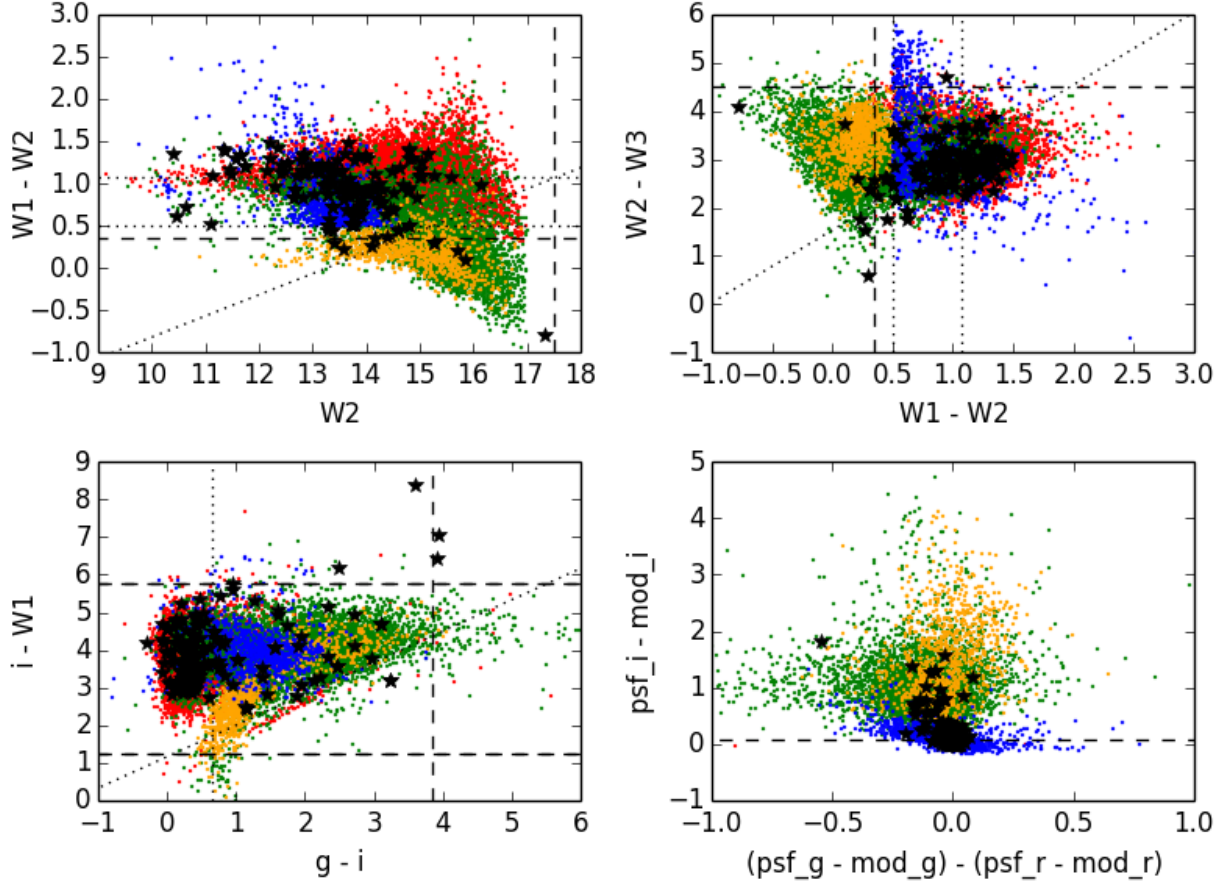 3.0
2.5
2.0
1.5
1.0
0.5
0.0
−0.5
−1.0
W1 - W2
9 10 11 12 13 14 15 16 17 18
W2
6
5
4
3
2
1
0
−1
W2 - W3
−1.0 −0.5 0.0 0.5 1.0 1.5 2.0 2.5 3.0
W1 - W2
9
8
7
6
5
4
3
2
1
0
i - W1
−1 0 1 2 3 4 5 6
g - i
5
4
3
2
1
0
−1
psf_i - mod_i
−1.0 −0.5 0.0 0.5 1.0
(psf_g - mod_g) - (psf_r - mod_r)